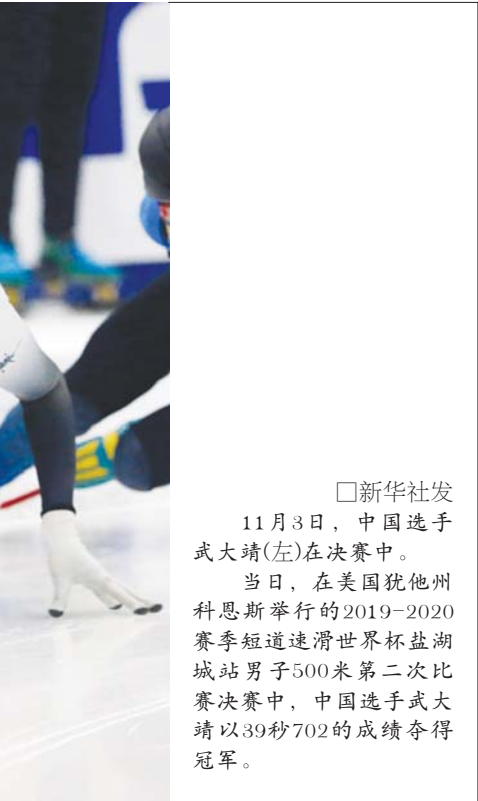 □新华社发
11月3日，中国选手
武大靖(左)在决赛中。
当日，在美国犹他州
科恩斯举行的2019-2020
赛季短道速滑世界杯盐湖
城站男子500米第二次比
赛决赛中，中国选手武大
靖以39秒702的成绩夺得
冠军。